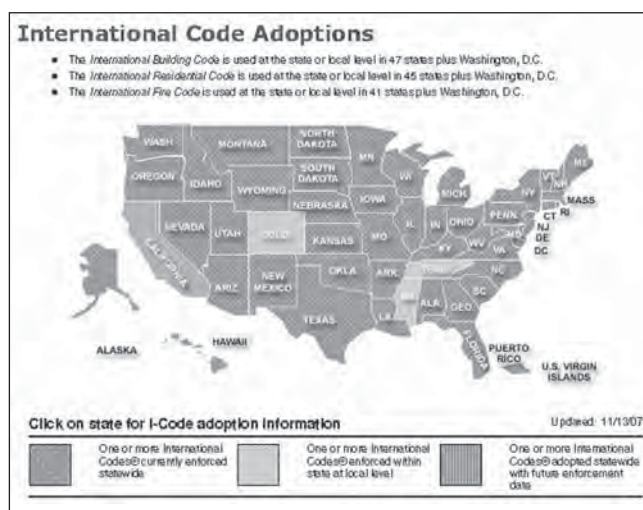 International Code Adoptions
The International Building Code is used at the state or local level in 47 states plus Washington, D.C.
The International Residential Code is used at the state or local level in 45 states plus Washington, D.C.
The International Fire Code is used at the state or local level in 41 states plus Washington, D.C.
WASH
MONTANA
NORTH
DAKOTA
MN
OREGON
IDAHO
WYOMING
SOUTH
DAKOTA
WI
MICH
NY
VT
NH
ME
MASS
RI
CT
NJ
DE
DC
NEVADA
UTAH
COLO
NEBRASKA
IOWA
IL
IN
OHIO
PENN
MD
CALIFORNIA
KANSAS
MO
KY
WV
VA
ARIZ
NEW
MEXICO
OKLA
ARK
TENN
NC
SC
TEXAS
LA
MS
ALA
GEO
FLORIDA
ALASKA
HAWAII
PUERTO
RICO
U.S. VIRGIN
ISLANDS
Click on state for I-Code adoption information
Updated: 11/13/07
One or more International
Codes® currently enforced
statewide
One or more International
Codes® enforced within
state at local level
One or more International
Codes® adopted statewide
with future enforcement
date